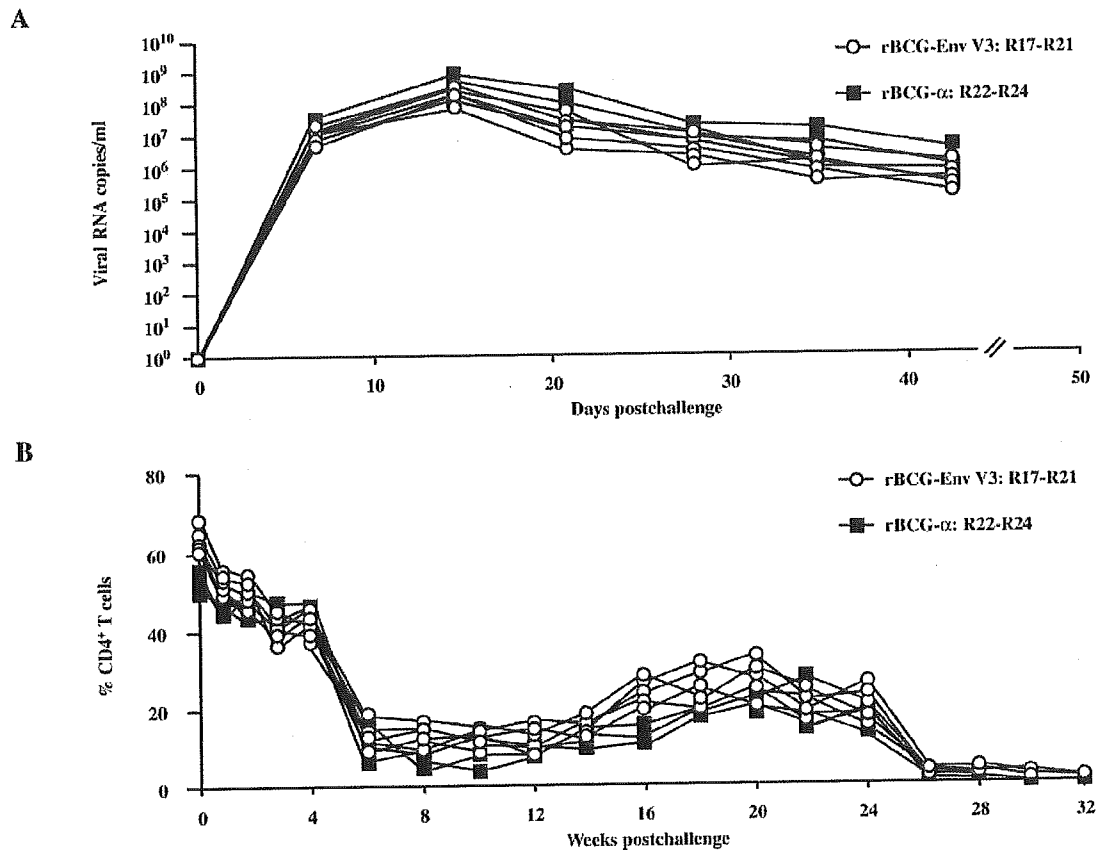 A
10¹⁰
10⁹
10⁸
10⁷
10⁶
10⁵
10⁴
10³
10²
10¹
10⁰
Viral RNA copies/ml
0 10 20 30 40 50
Days postchallenge
rBCG-Env V3: R17-R21
rBCG-α: R22-R24
B
80
60
40
20
0
% CD4⁺ T cells
0 4 8 12 16 20 24 28 32
Weeks postchallenge
rBCG-Env V3: R17-R21
rBCG-α: R22-R24